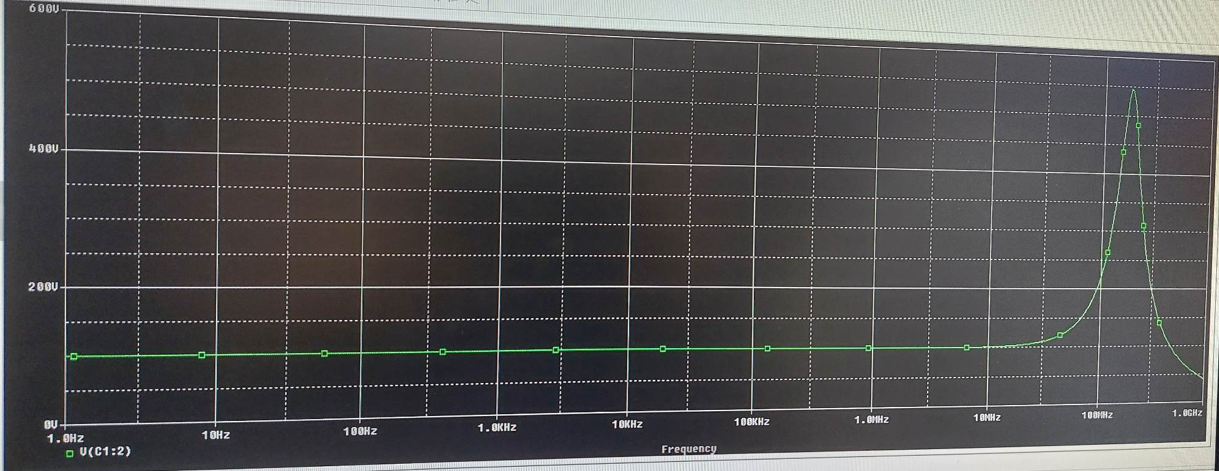 600V
400V
200V
0V
1.0Hz 10Hz 100Hz 1.0KHz 10KHz 100KHz 1.0MHz 10MHz 100MHz 1.0GHz
V(C1:2)
Frequency